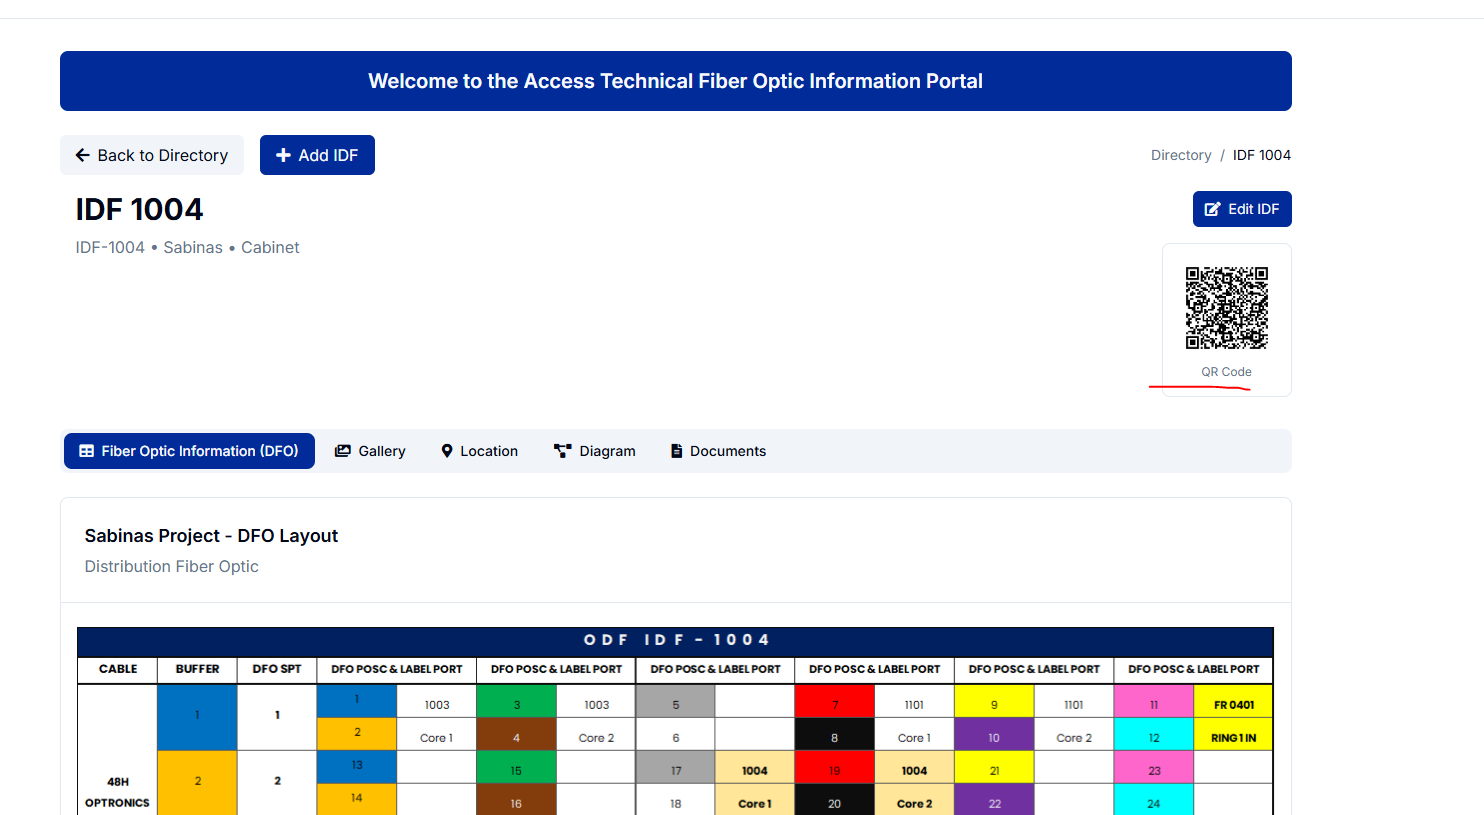 Welcome to the Access Technical Fiber Optic Information Portal
Back to Directory
Add IDF
Directory / IDF 1004
IDF 1004
Edit IDF
IDF-1004 • Sabinas • Cabinet
QR Code
Fiber Optic Information (DFO)
Gallery
Location
Diagram
Documents
Sabinas Project - DFO Layout
Distribution Fiber Optic
ODF IDF - 1004
CABLE BUFFER DFO SPT DFO POSC & LABEL PORT DFO POSC & LABEL PORT DFO POSC & LABEL PORT DFO POSC & LABEL PORT DFO POSC & LABEL PORT DFO POSC & LABEL PORT
1 1 1 1003 3 1003 5 7 1101 9 1101 11 FR 0401
2 Core 1 4 Core 2 6 8 Core 1 10 Core 2 12 RING 1 IN
48H OPTRONICS
2 2 13 15 17 1004 19 1004 21 23
14 16 18 Core 1 20 Core 2 22 24